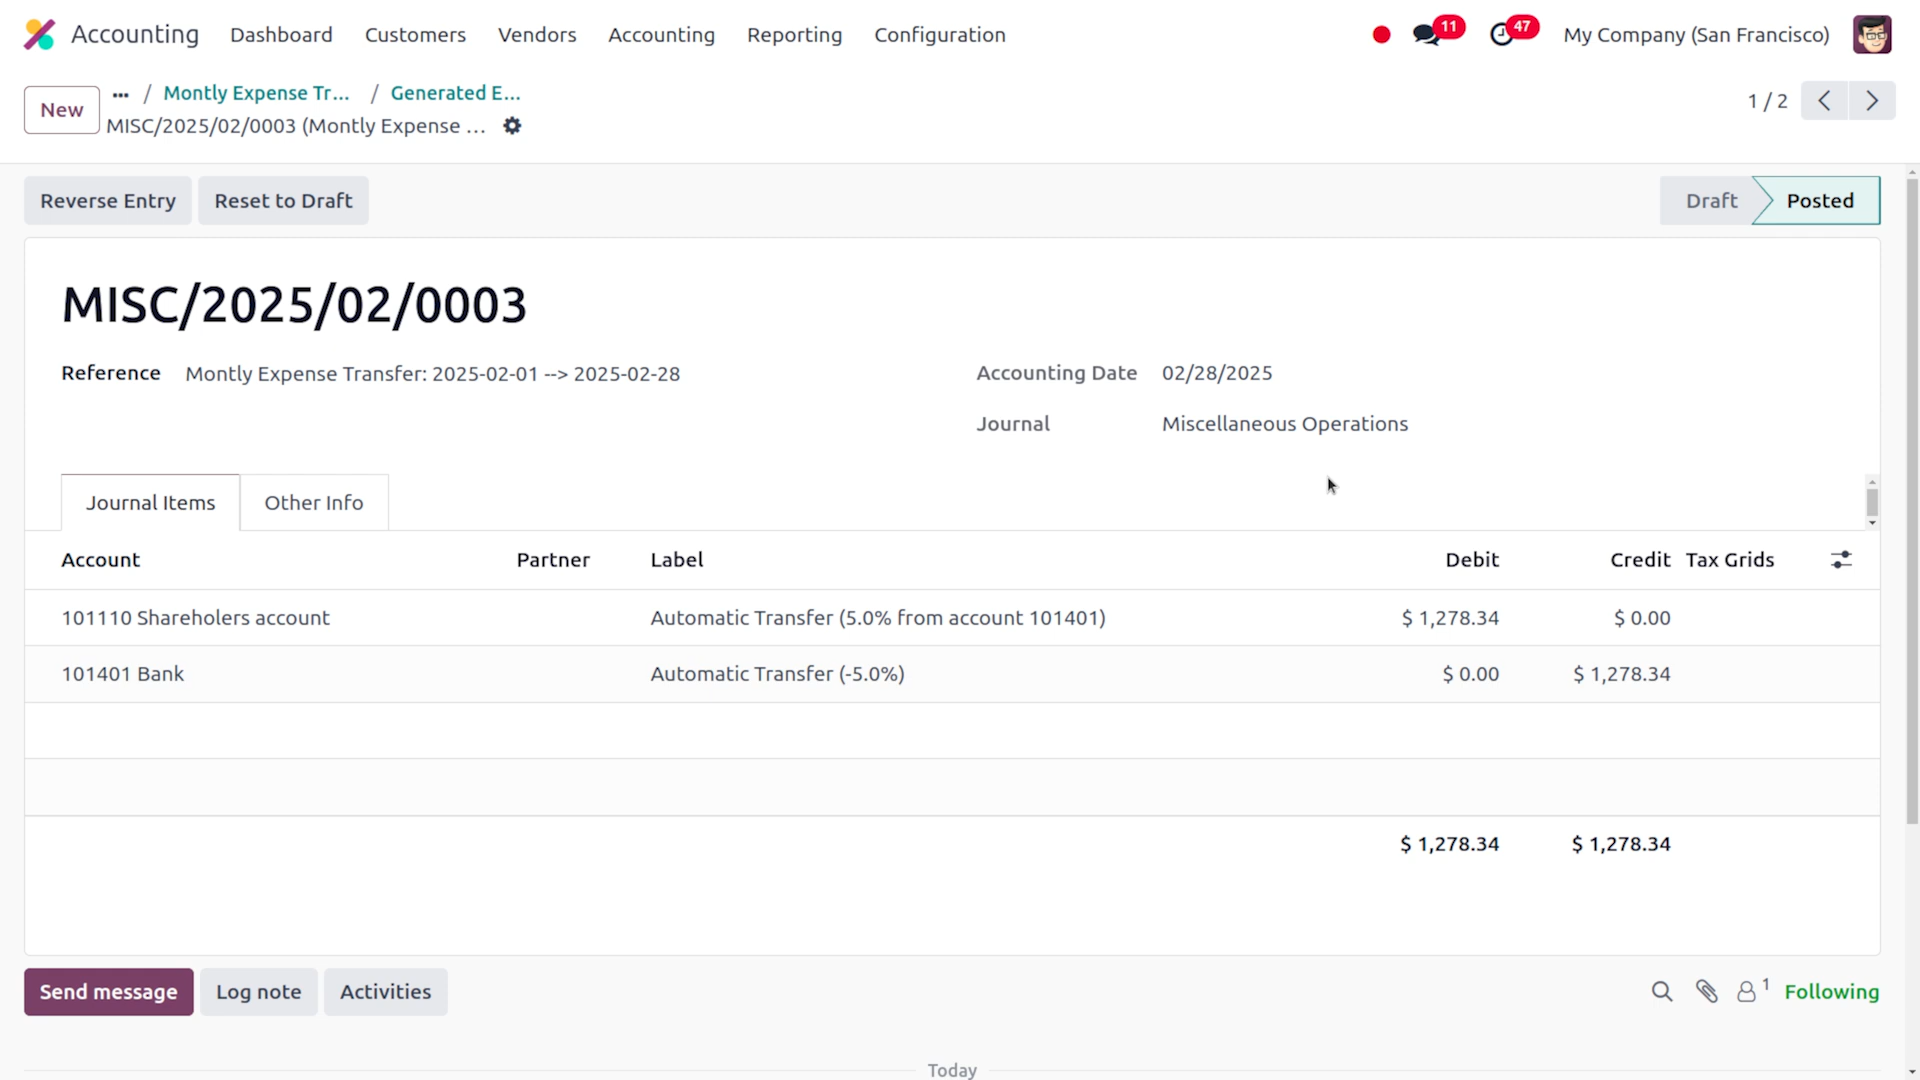 Accounting Dashboard Customers Vendors Accounting Reporting Configuration 11 47 My Company (San Francisco)
New ... / Montly Expense Tr... / Generated E... 1 / 2
MISC/2025/02/0003 (Montly Expense ...
Reverse Entry Reset to Draft Draft Posted
MISC/2025/02/0003
Reference Montly Expense Transfer: 2025-02-01 --> 2025-02-28 Accounting Date 02/28/2025
Journal Miscellaneous Operations
Journal Items Other Info
Account Partner Label Debit Credit Tax Grids
101110 Shareholers account Automatic Transfer (5.0% from account 101401) $ 1,278.34 $ 0.00
101401 Bank Automatic Transfer (-5.0%) $ 0.00 $ 1,278.34
$ 1,278.34 $ 1,278.34
Send message Log note Activities 1 Following
Today